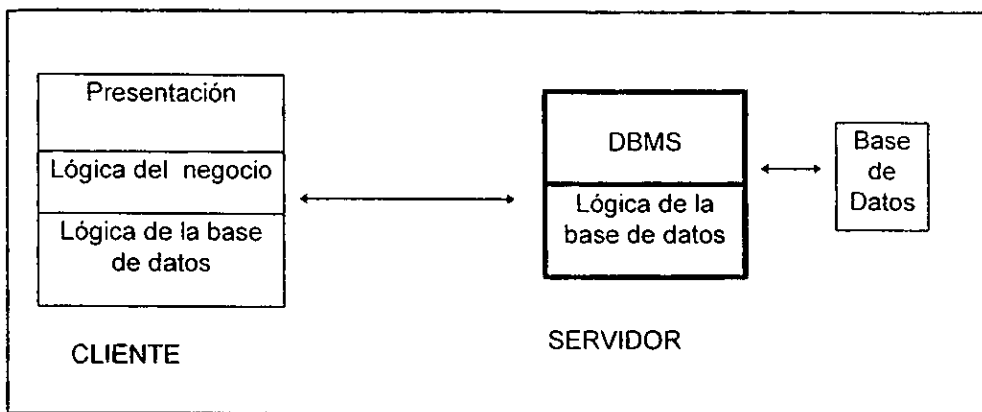 Presentación
Lógica del negocio
Lógica de la base
de datos
CLIENTE
DBMS
Lógica de la
base de datos
SERVIDOR
Base
de
Datos